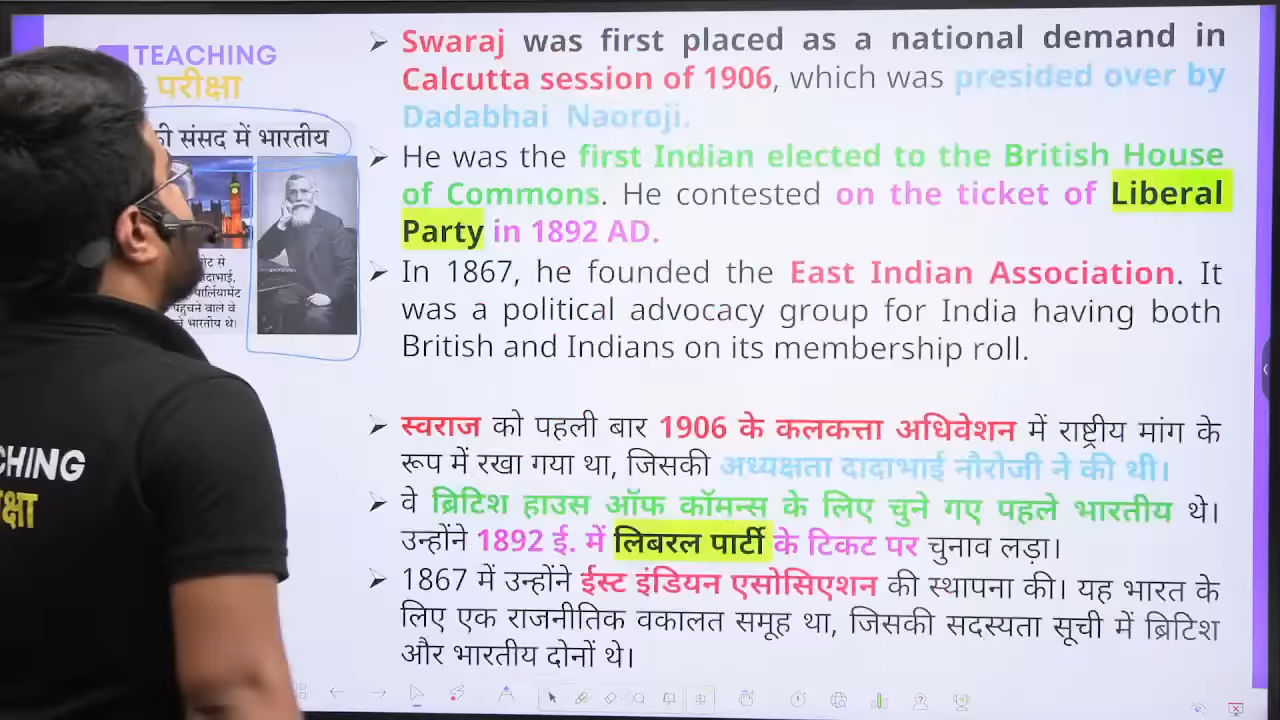 TEACHING
परीक्षा
की संसद में भारतीय
पार्लियामेंट
पहुंचने वाले वे
भारतीय थे।
➤ Swaraj was first placed as a national demand in
Calcutta session of 1906, which was presided over by
Dadabhai Naoroji.
➤ He was the first Indian elected to the British House
of Commons. He contested on the ticket of Liberal
Party in 1892 AD.
➤ In 1867, he founded the East Indian Association. It
was a political advocacy group for India having both
British and Indians on its membership roll.
➤ स्वराज को पहली बार 1906 के कलकत्ता अधिवेशन में राष्ट्रीय मांग के
रूप में रखा गया था, जिसकी अध्यक्षता दादाभाई नौरोजी ने की थी।
➤ वे ब्रिटिश हाउस ऑफ कॉमन्स के लिए चुने गए पहले भारतीय थे।
उन्होंने 1892 ई. में लिबरल पार्टी के टिकट पर चुनाव लड़ा।
➤ 1867 में उन्होंने ईस्ट इंडियन एसोसिएशन की स्थापना की। यह भारत के
लिए एक राजनीतिक वकालत समूह था, जिसकी सदस्यता सूची में ब्रिटिश
और भारतीय दोनों थे।
CHING